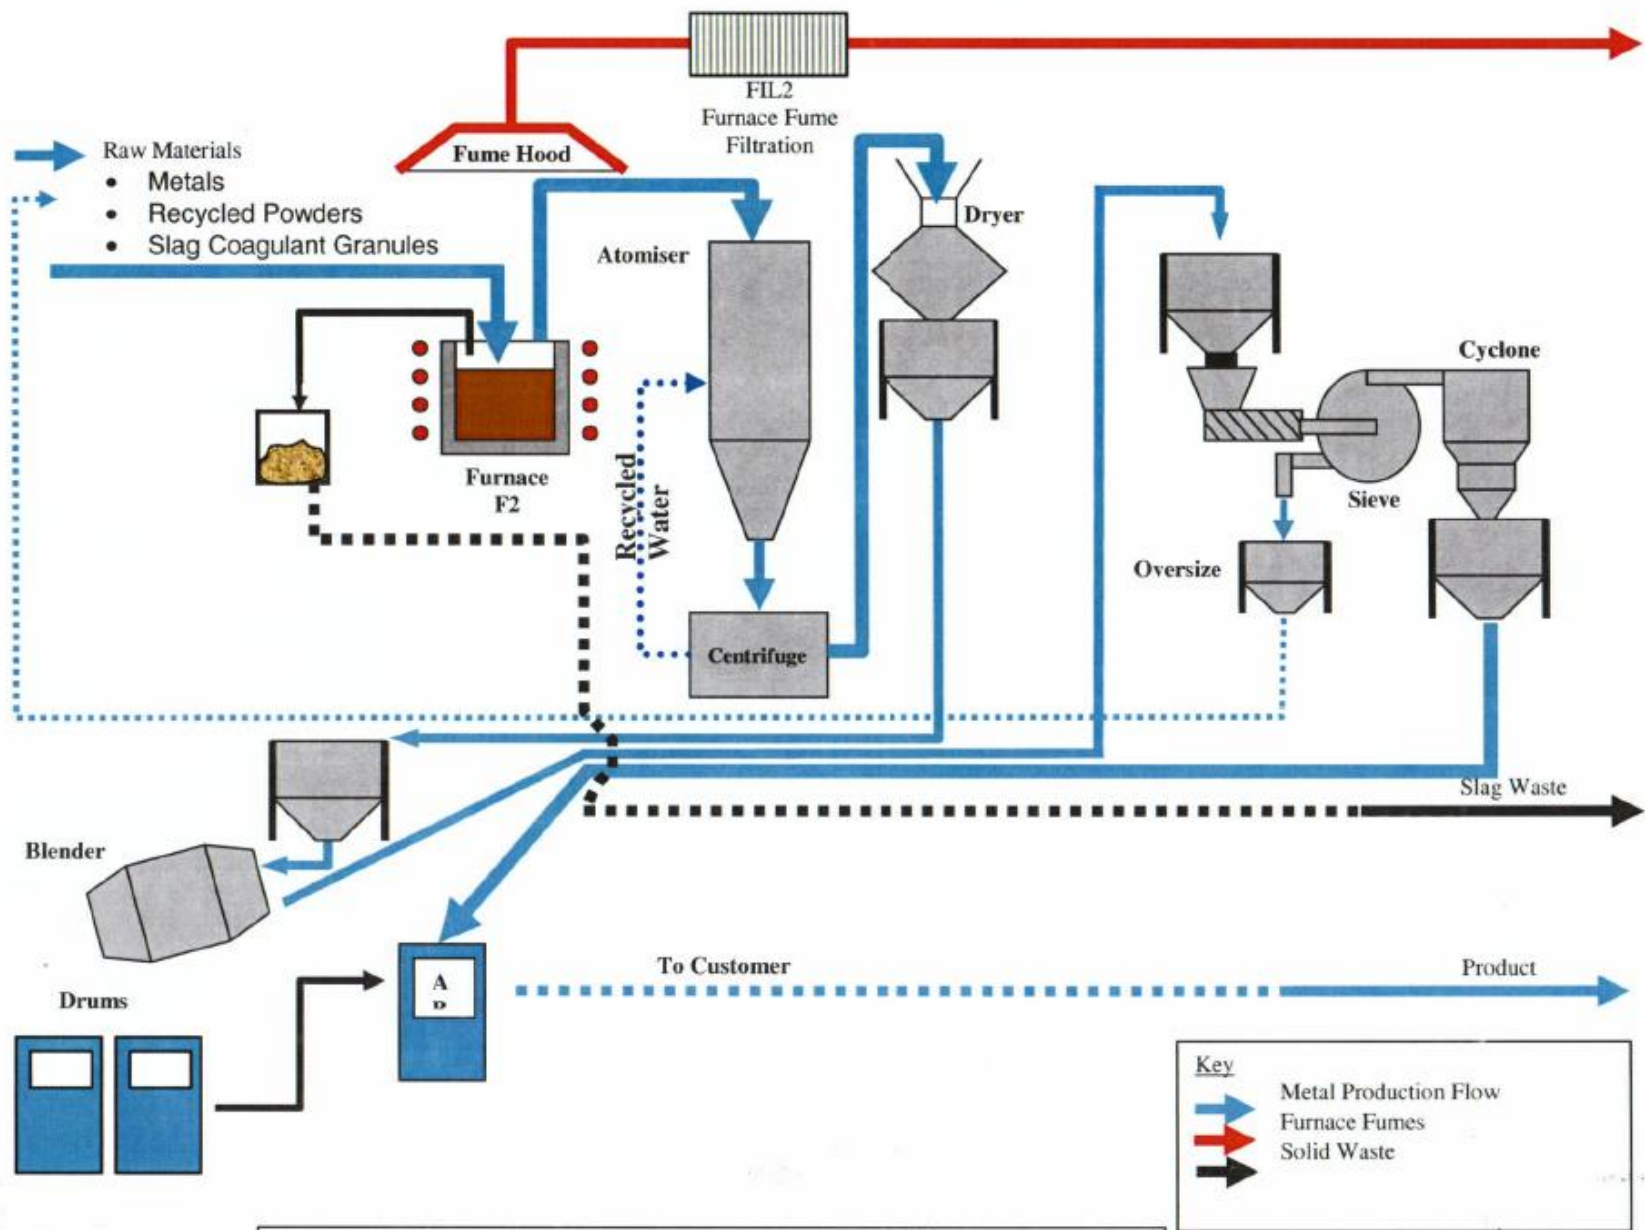 FIL2
Furnace Fume
Filtration
Fume Hood
Raw Materials
• Metals
• Recycled Powders
• Slag Coagulant Granules
Dryer
Atomiser
Cyclone
Furnace
F2
Recycled
Water
Sieve
Oversize
Centrifuge
Slag Waste
Blender
To Customer
Product
A
Drums
Key
Metal Production Flow
Furnace Fumes
Solid Waste